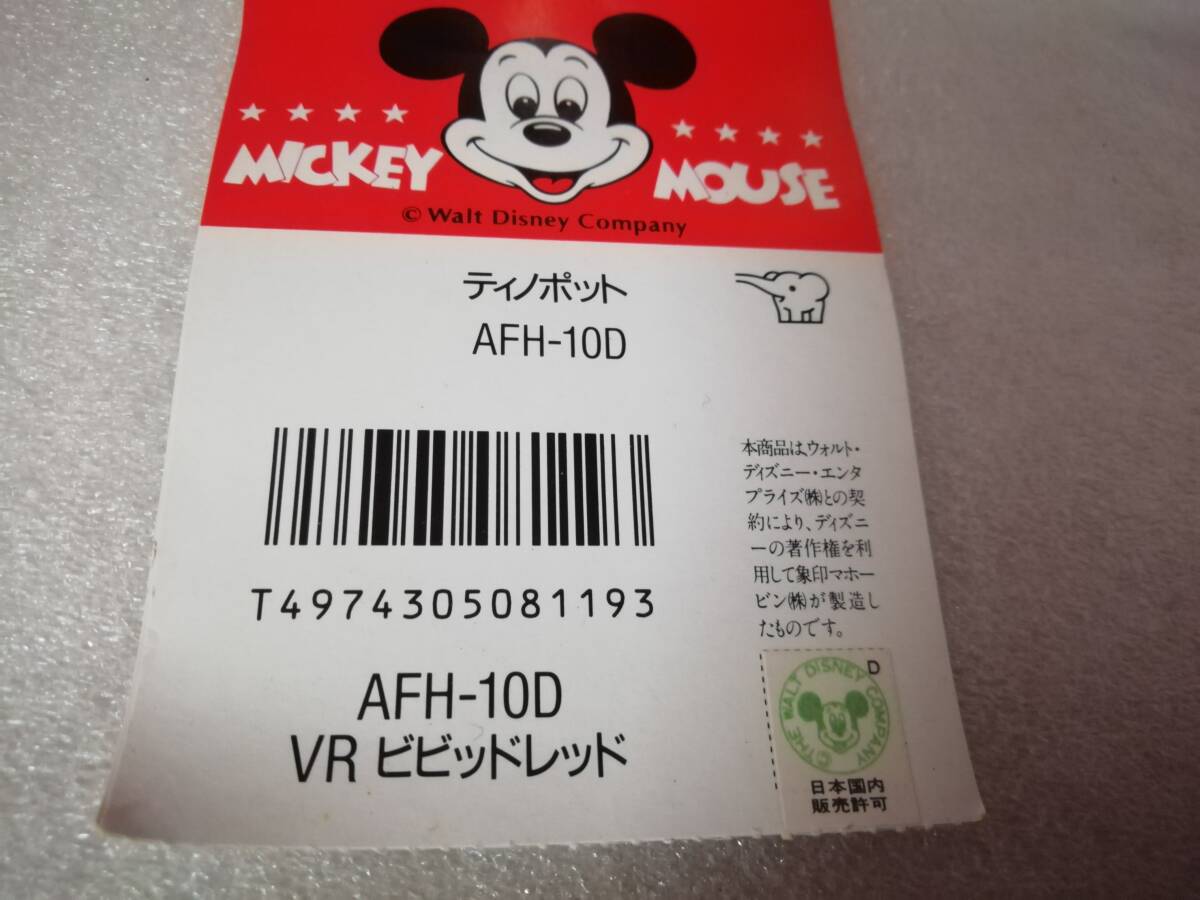 MICKEY MOUSE
© Walt Disney Company
ティノポット
AFH-10D
本商品は、ウォルト・
ディズニー・エンタ
プライズ㈱との契
約により、ディズニ
ーの著作権を利
用して象印マホー
ビン㈱が製造し
たものです。
T4974305081193
AFH-10D
VR ビビッドレッド
D
© THE WALT DISNEY COMPANY
日本国内
販売許可